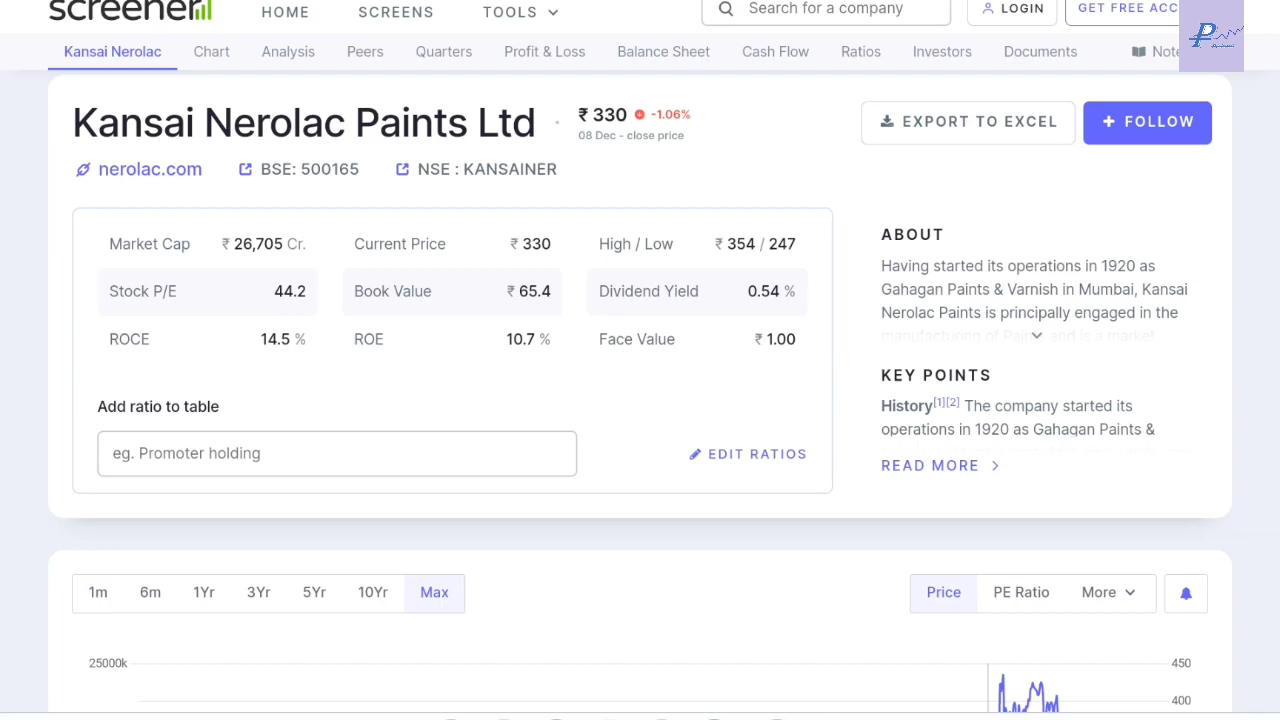 screener
HOME SCREENS TOOLS
Search for a company
LOGIN
GET FREE ACC
Kansai Nerolac Chart Analysis Peers Quarters Profit & Loss Balance Sheet Cash Flow Ratios Investors Documents Note
Kansai Nerolac Paints Ltd
₹ 330 -1.06%
08 Dec - close price
EXPORT TO EXCEL
FOLLOW
nerolac.com BSE: 500165 NSE : KANSAINER
Market Cap ₹ 26,705 Cr. Current Price ₹ 330 High / Low ₹ 354 / 247
Stock P/E 44.2 Book Value ₹ 65.4 Dividend Yield 0.54 %
ROCE 14.5 % ROE 10.7 % Face Value ₹ 1.00
Add ratio to table
eg. Promoter holding
EDIT RATIOS
ABOUT
Having started its operations in 1920 as
Gahagan Paints & Varnish in Mumbai, Kansai
Nerolac Paints is principally engaged in the
manufacturing of Paints and is a market
KEY POINTS
History[1][2] The company started its
operations in 1920 as Gahagan Paints &
READ MORE
1m 6m 1Yr 3Yr 5Yr 10Yr Max
Price PE Ratio More
25000k
450
400